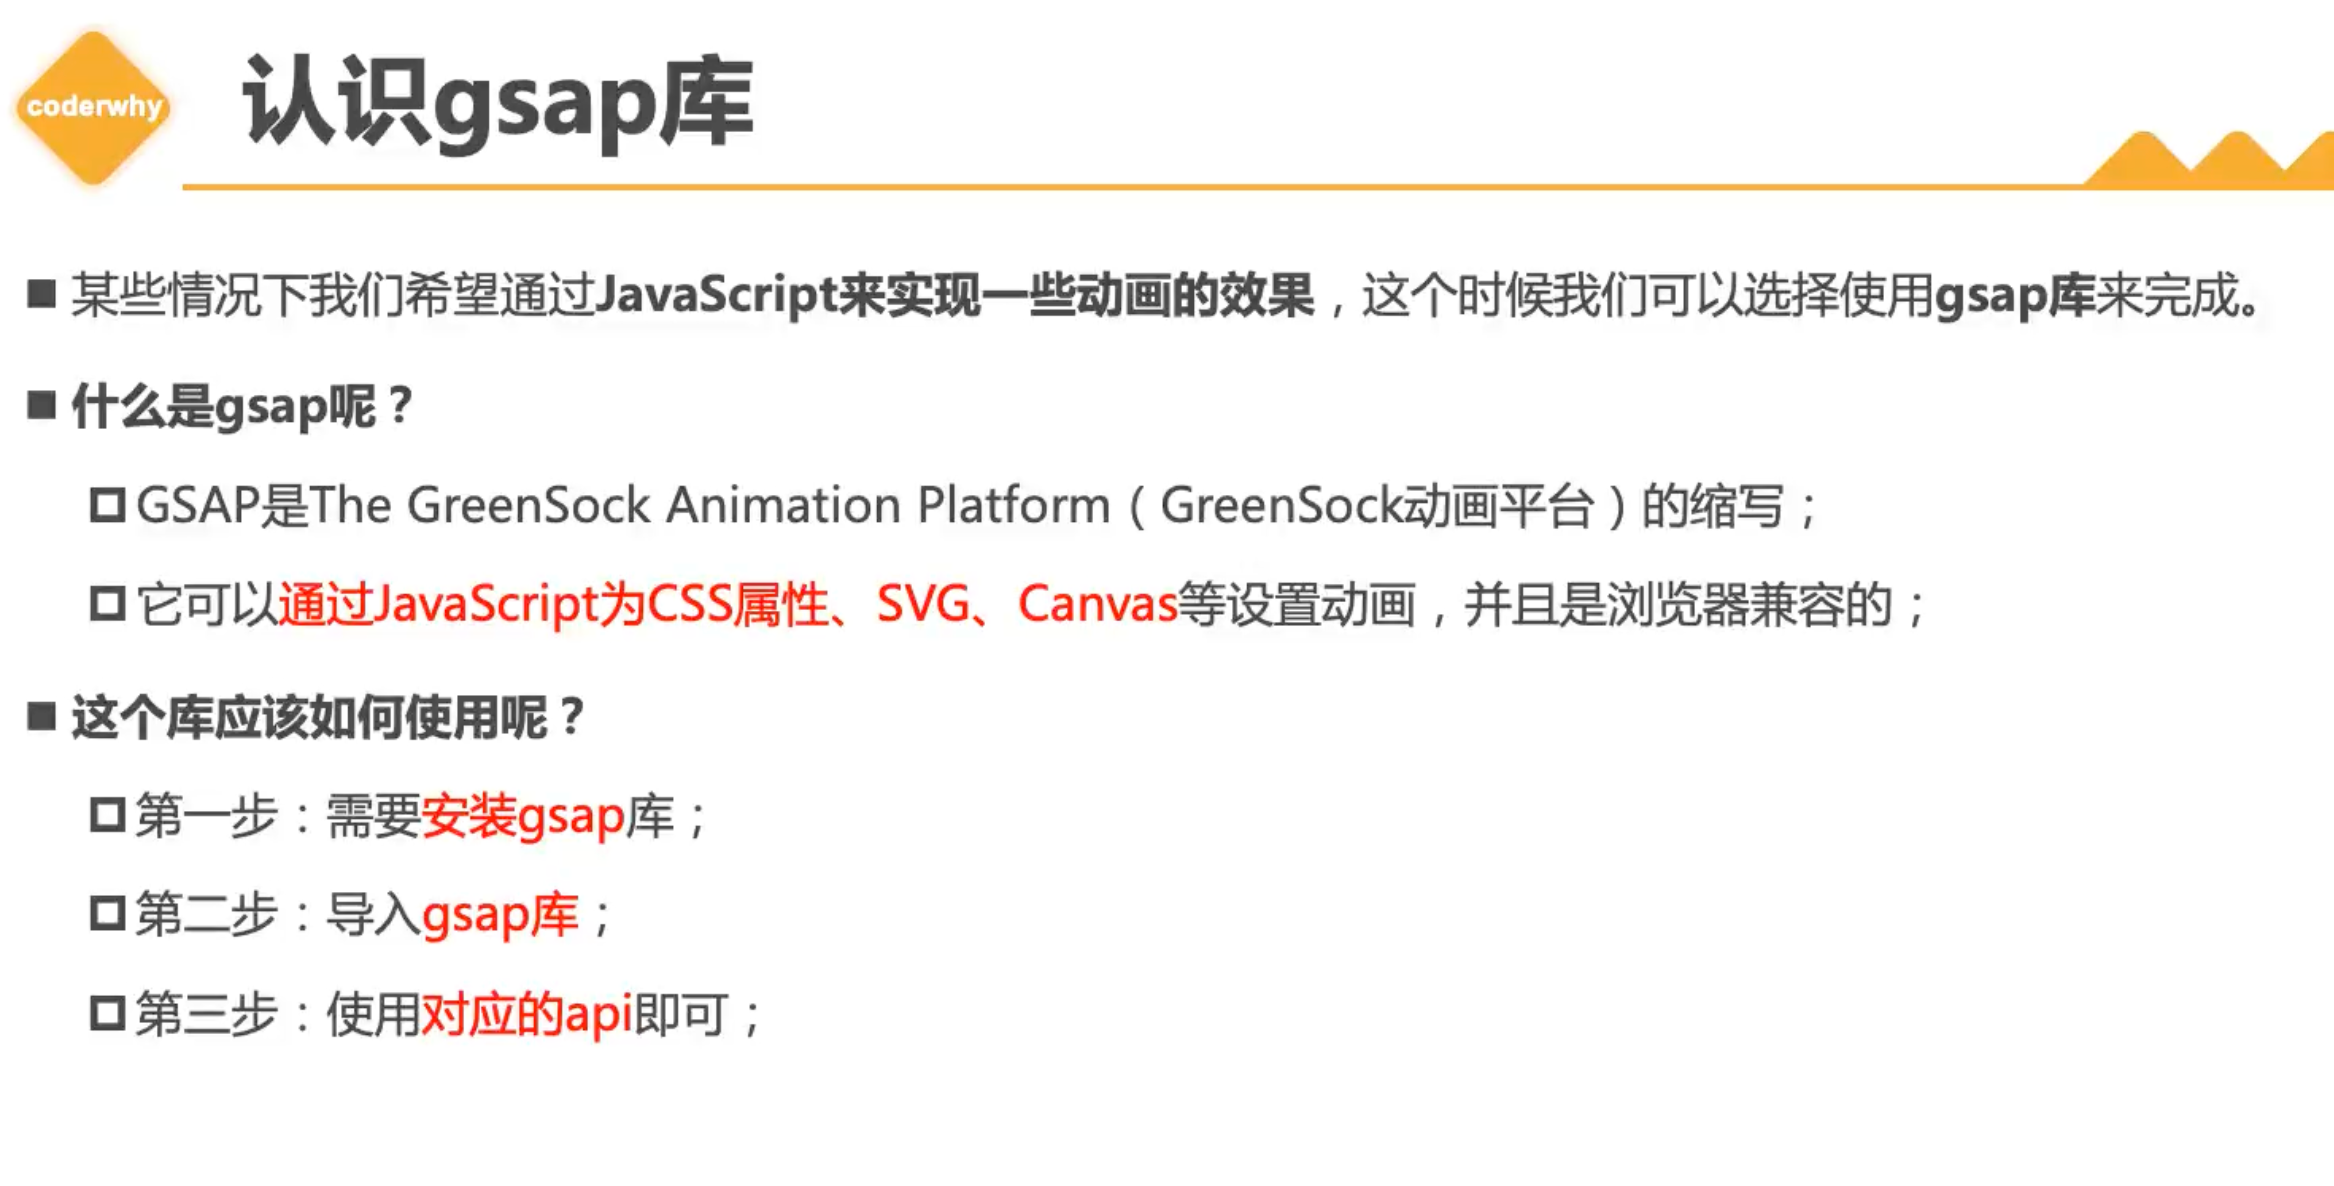 coderwhy
认识gsap库
某些情况下我们希望通过JavaScript来实现一些动画的效果，这个时候我们可以选择使用gsap库来完成。
什么是gsap呢？
GSAP是The GreenSock Animation Platform（GreenSock动画平台）的缩写；
它可以通过JavaScript为CSS属性、SVG、Canvas等设置动画，并且是浏览器兼容的；
这个库应该如何使用呢？
第一步：需要安装gsap库；
第二步：导入gsap库；
第三步：使用对应的api即可；